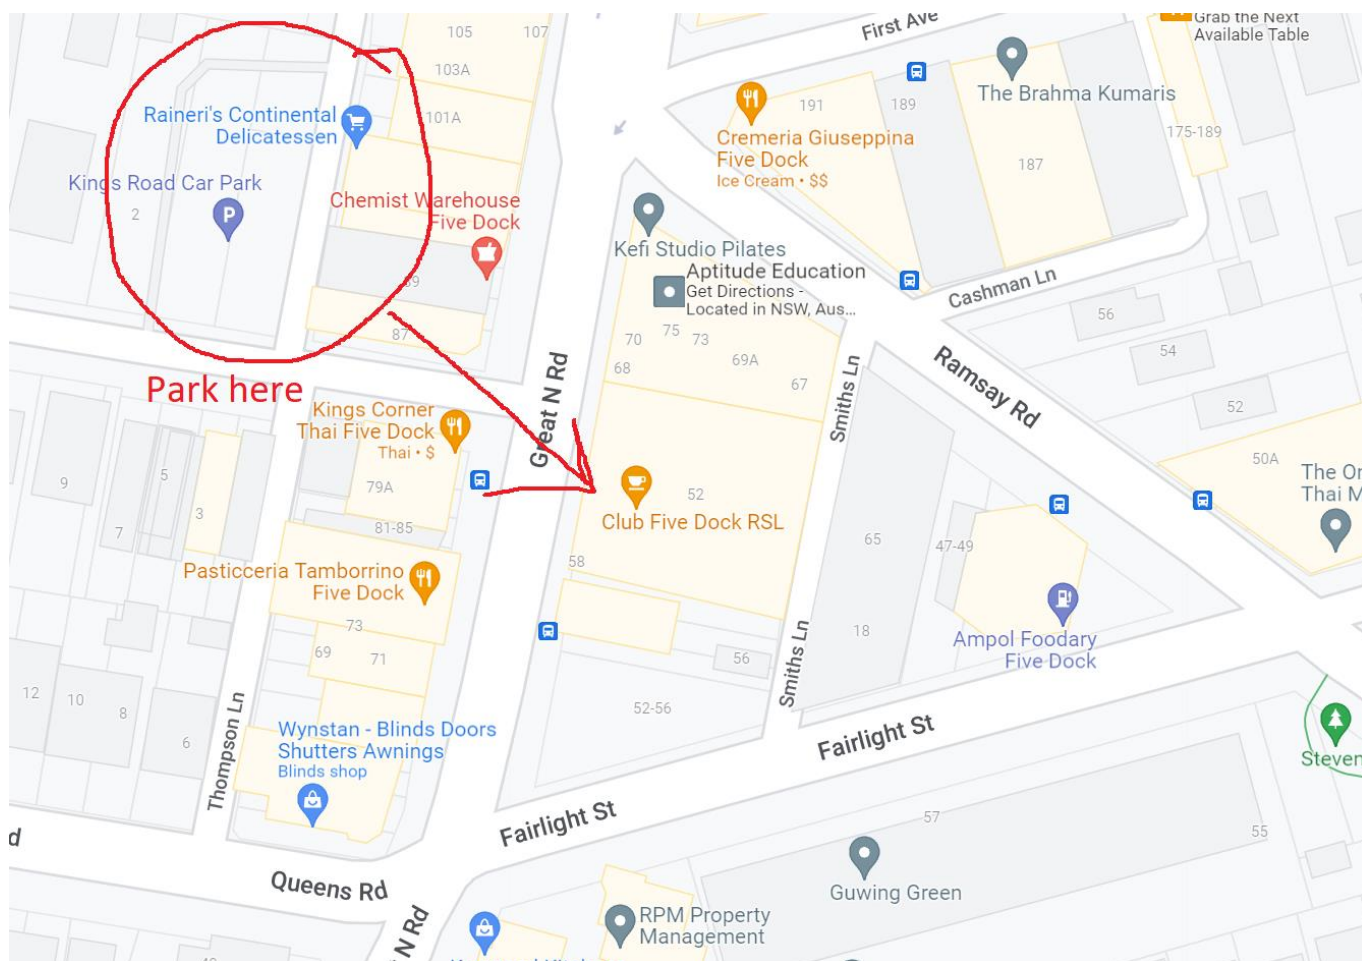 First Ave
Grab the Next
Available Table
105
107
103A
101A
Raineri's Continental
Delicatessen
Kings Road Car Park
P
2
Chemist Warehouse
Five Dock
87
Park here
191
189
187
175-189
Cremeria Giuseppina
Five Dock
Ice Cream • $$
The Brahma Kumaris
Kefi Studio Pilates
Aptitude Education
Get Directions -
Located in NSW, Aus...
70
75
73
69A
68
67
Cashman Ln
56
54
52
50A
Ramsay Rd
Smiths Ln
Great N Rd
Kings Corner
Thai Five Dock
Thai • $
79A
81-85
9
7
5
3
52
Club Five Dock RSL
58
65
47-49
18
The Or
Thai M
Pasticceria Tamborrino
Five Dock
73
69
71
56
52-56
Smiths Ln
Ampol Foodary
Five Dock
12
10
8
6
Thompson Ln
Wynstan - Blinds Doors
Shutters Awnings
Blinds shop
Fairlight St
Steven
Fairlight St
57
55
d
Queens Rd
N Rd
Guwing Green
RPM Property
Management